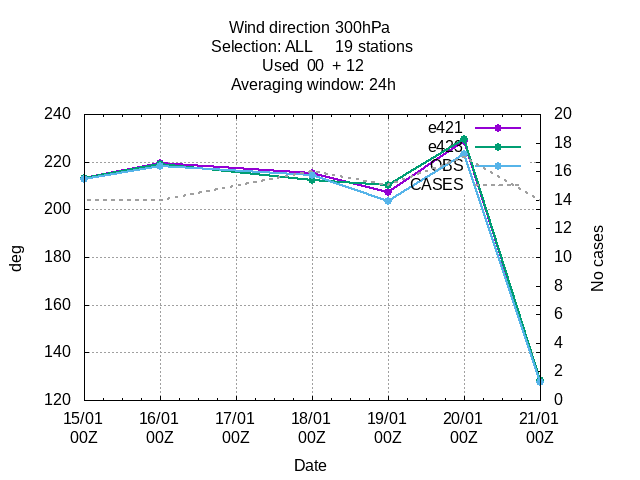 Wind direction 300hPa
Selection: ALL 19 stations
Used 00 + 12
Averaging window: 24h
240 20
e421
18
e423
220
OBS
16
CASES
200 14
12
180 10
deg
No cases
8
160
6
140 4
2
120 0
15/01 16/01 17/01 18/01 19/01 20/01 21/01
00Z 00Z 00Z 00Z 00Z 00Z 00Z
Date